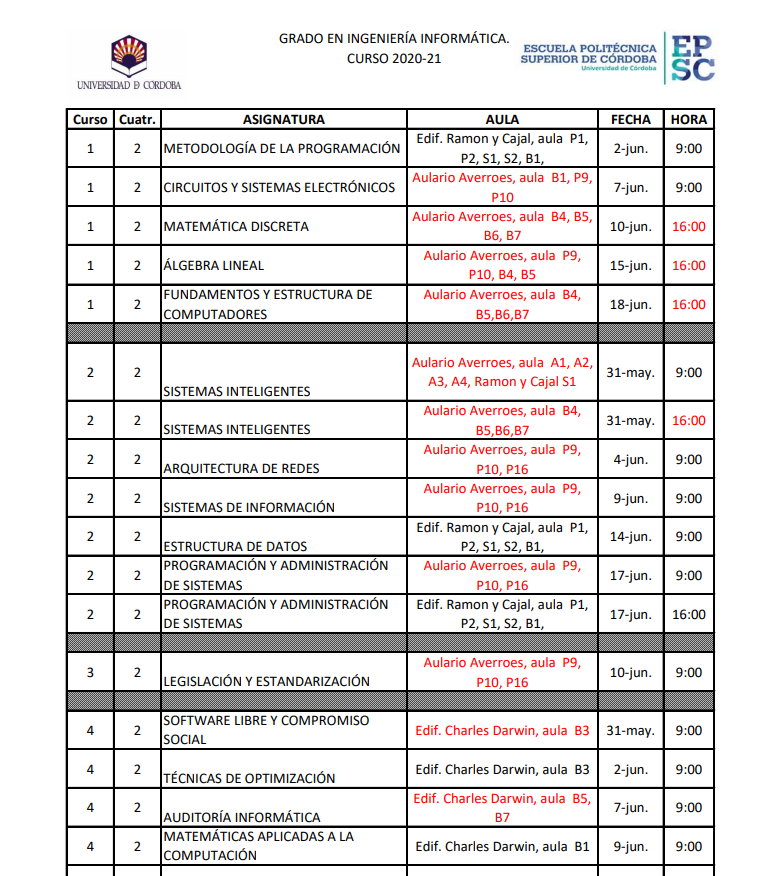 GRADO EN INGENIERÍA INFORMÁTICA.
CURSO 2020-21
UNIVERSIDAD Ð CORDOBA
ESCUELA POLITÉCNICA
SUPERIOR DE CÓRDOBA
Universidad de Córdoba
EP
SC
Curso Cuatr. ASIGNATURA AULA FECHA HORA
1 2 METODOLOGÍA DE LA PROGRAMACIÓN Edif. Ramon y Cajal, aula P1, P2, S1, S2, B1, 2-jun. 9:00
1 2 CIRCUITOS Y SISTEMAS ELECTRÓNICOS Aulario Averroes, aula B1, P9, P10 7-jun. 9:00
1 2 MATEMÁTICA DISCRETA Aulario Averroes, aula B4, B5, B6, B7 10-jun. 16:00
1 2 ÁLGEBRA LINEAL Aulario Averroes, aula P9, P10, B4, B5 15-jun. 16:00
1 2 FUNDAMENTOS Y ESTRUCTURA DE COMPUTADORES Aulario Averroes, aula B4, B5,B6,B7 18-jun. 16:00
2 2 SISTEMAS INTELIGENTES Aulario Averroes, aula A1, A2, A3, A4, Ramon y Cajal S1 31-may. 9:00
2 2 SISTEMAS INTELIGENTES Aulario Averroes, aula B4, B5,B6,B7 31-may. 16:00
2 2 ARQUITECTURA DE REDES Aulario Averroes, aula P9, P10, P16 4-jun. 9:00
2 2 SISTEMAS DE INFORMACIÓN Aulario Averroes, aula P9, P10, P16 9-jun. 9:00
2 2 ESTRUCTURA DE DATOS Edif. Ramon y Cajal, aula P1, P2, S1, S2, B1, 14-jun. 9:00
2 2 PROGRAMACIÓN Y ADMINISTRACIÓN DE SISTEMAS Aulario Averroes, aula P9, P10, P16 17-jun. 9:00
2 2 PROGRAMACIÓN Y ADMINISTRACIÓN DE SISTEMAS Edif. Ramon y Cajal, aula P1, P2, S1, S2, B1, 17-jun. 16:00
3 2 LEGISLACIÓN Y ESTANDARIZACIÓN Aulario Averroes, aula P9, P10, P16 10-jun. 9:00
4 2 SOFTWARE LIBRE Y COMPROMISO SOCIAL Edif. Charles Darwin, aula B3 31-may. 9:00
4 2 TÉCNICAS DE OPTIMIZACIÓN Edif. Charles Darwin, aula B3 2-jun. 9:00
4 2 AUDITORÍA INFORMÁTICA Edif. Charles Darwin, aula B5, B7 7-jun. 9:00
4 2 MATEMÁTICAS APLICADAS A LA COMPUTACIÓN Edif. Charles Darwin, aula B1 9-jun. 9:00